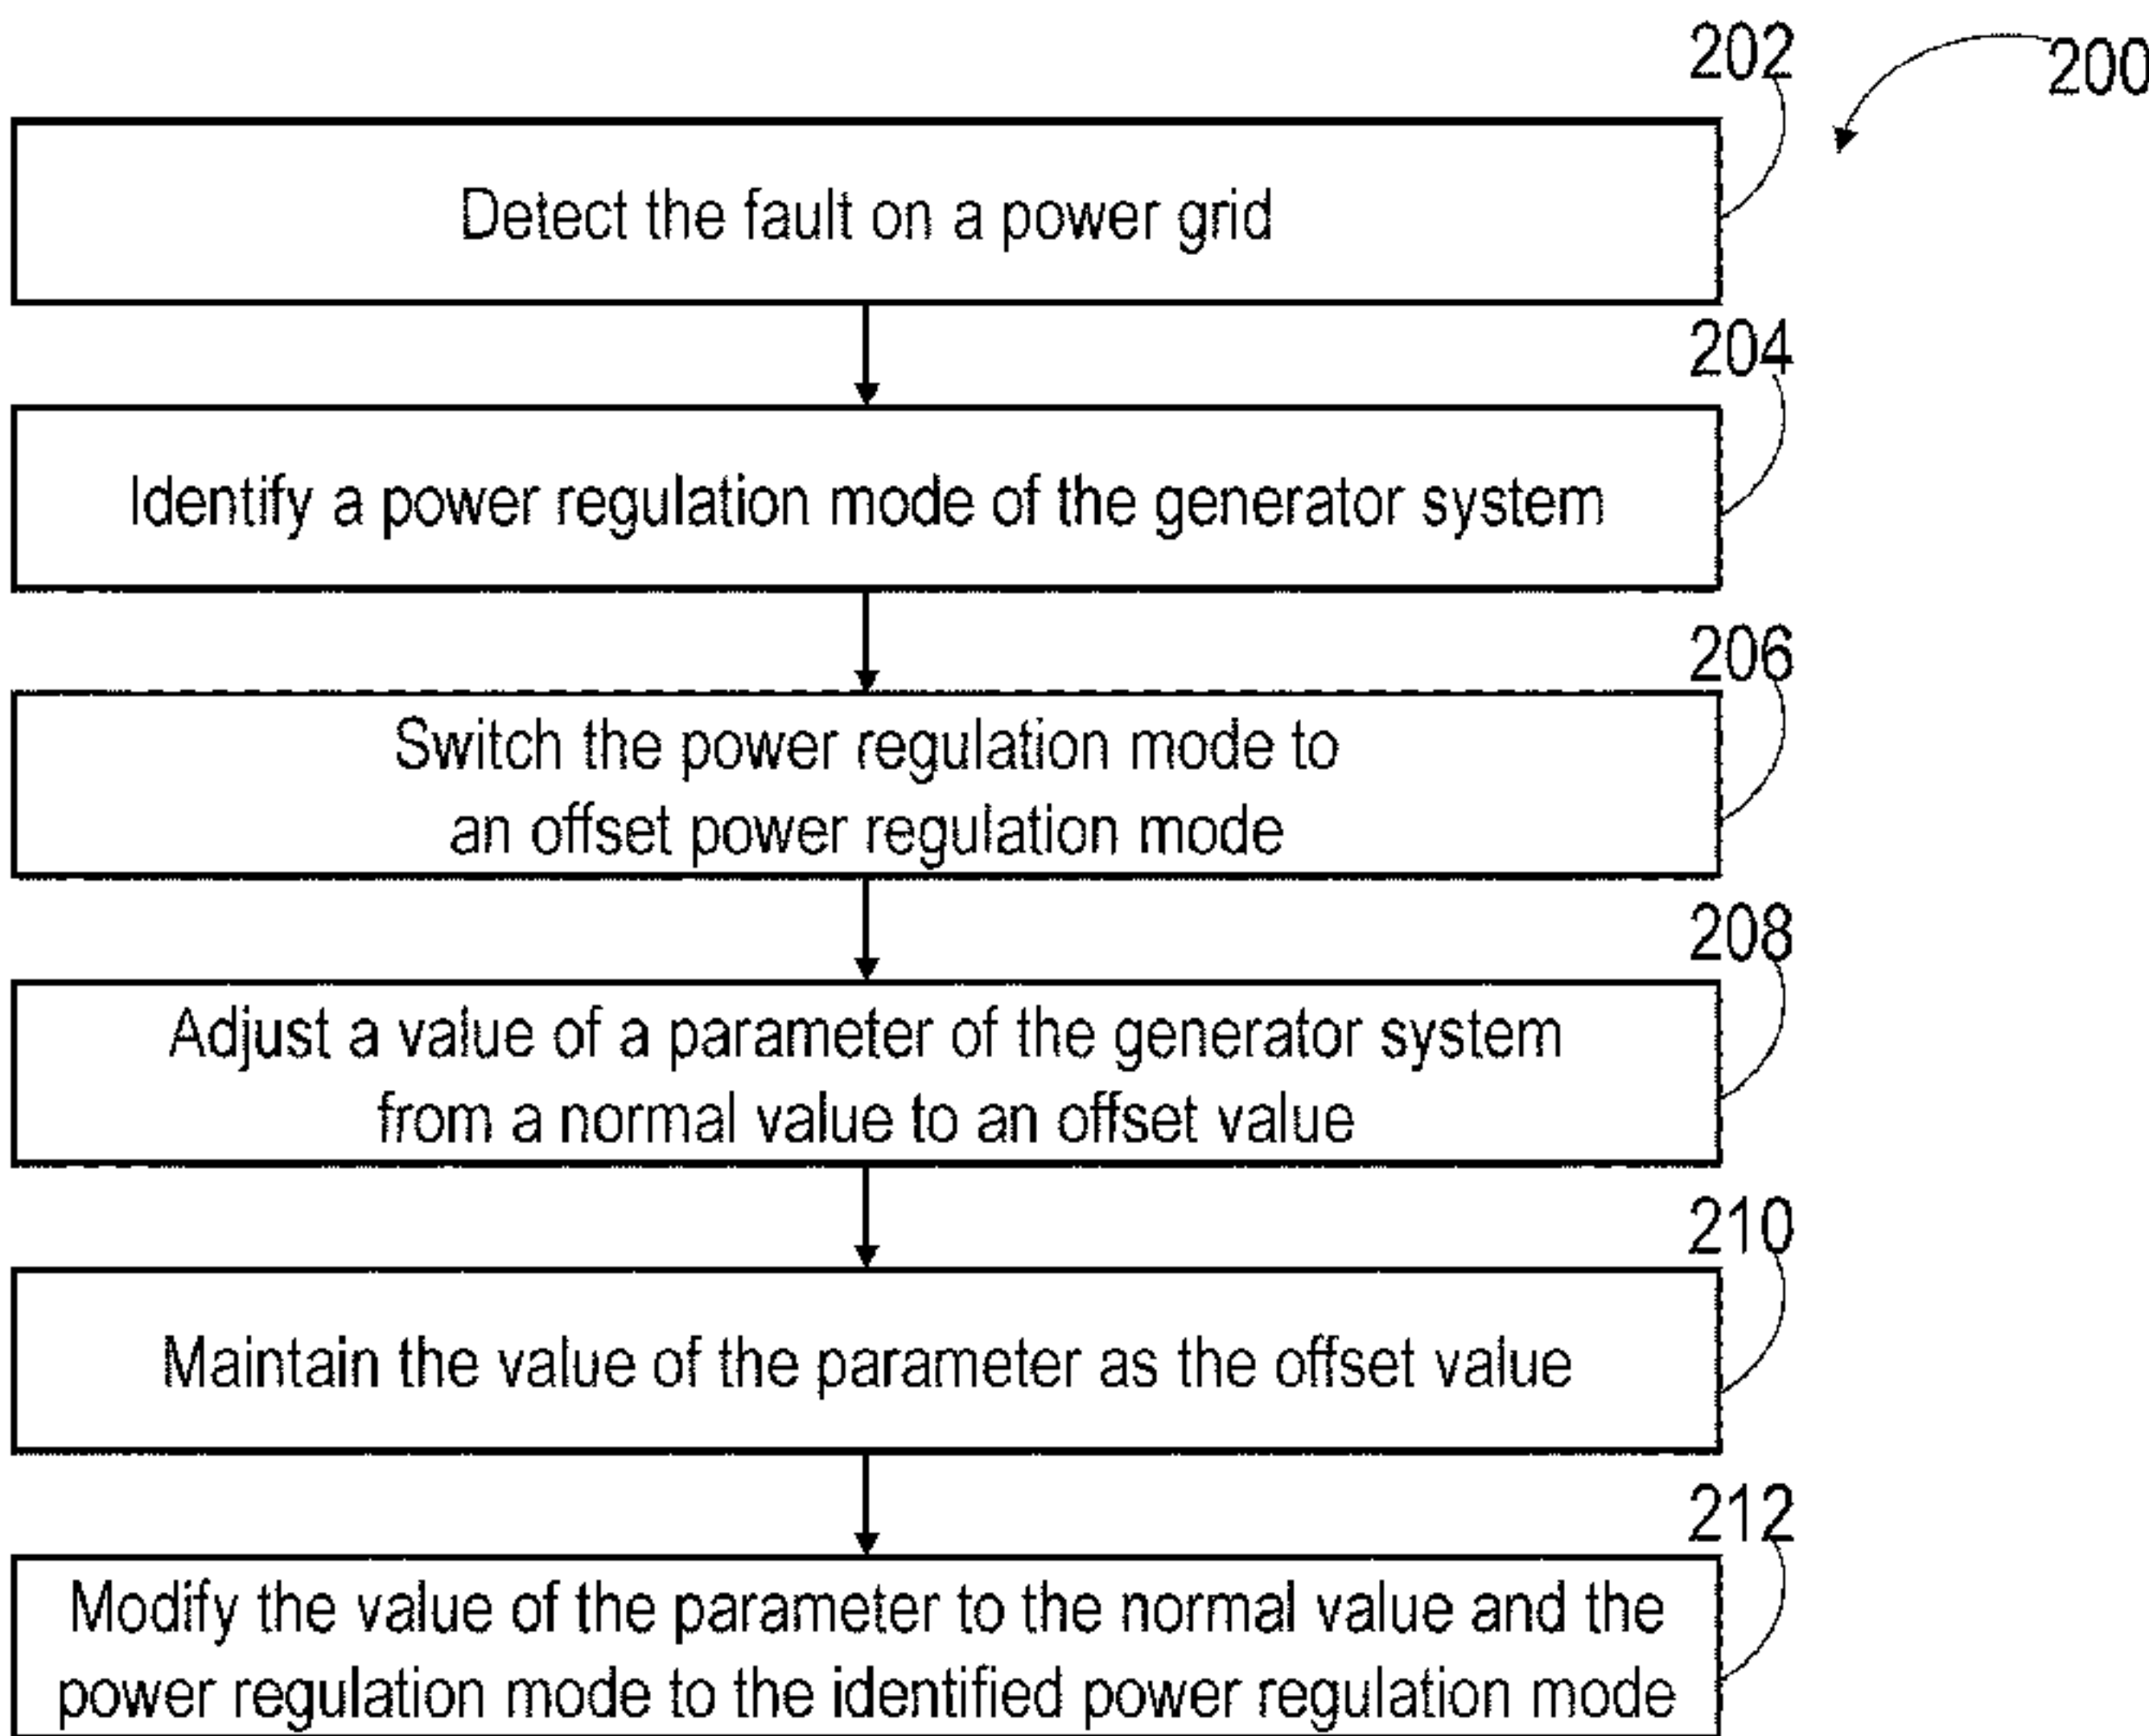 200
202
Detect the fault on a power grid
204
Identify a power regulation mode of the generator system
206
Switch the power regulation mode to
an offset power regulation mode
208
Adjust a value of a parameter of the generator system
from a normal value to an offset value
210
Maintain the value of the parameter as the offset value
212
Modify the value of the parameter to the normal value and the
power regulation mode to the identified power regulation mode